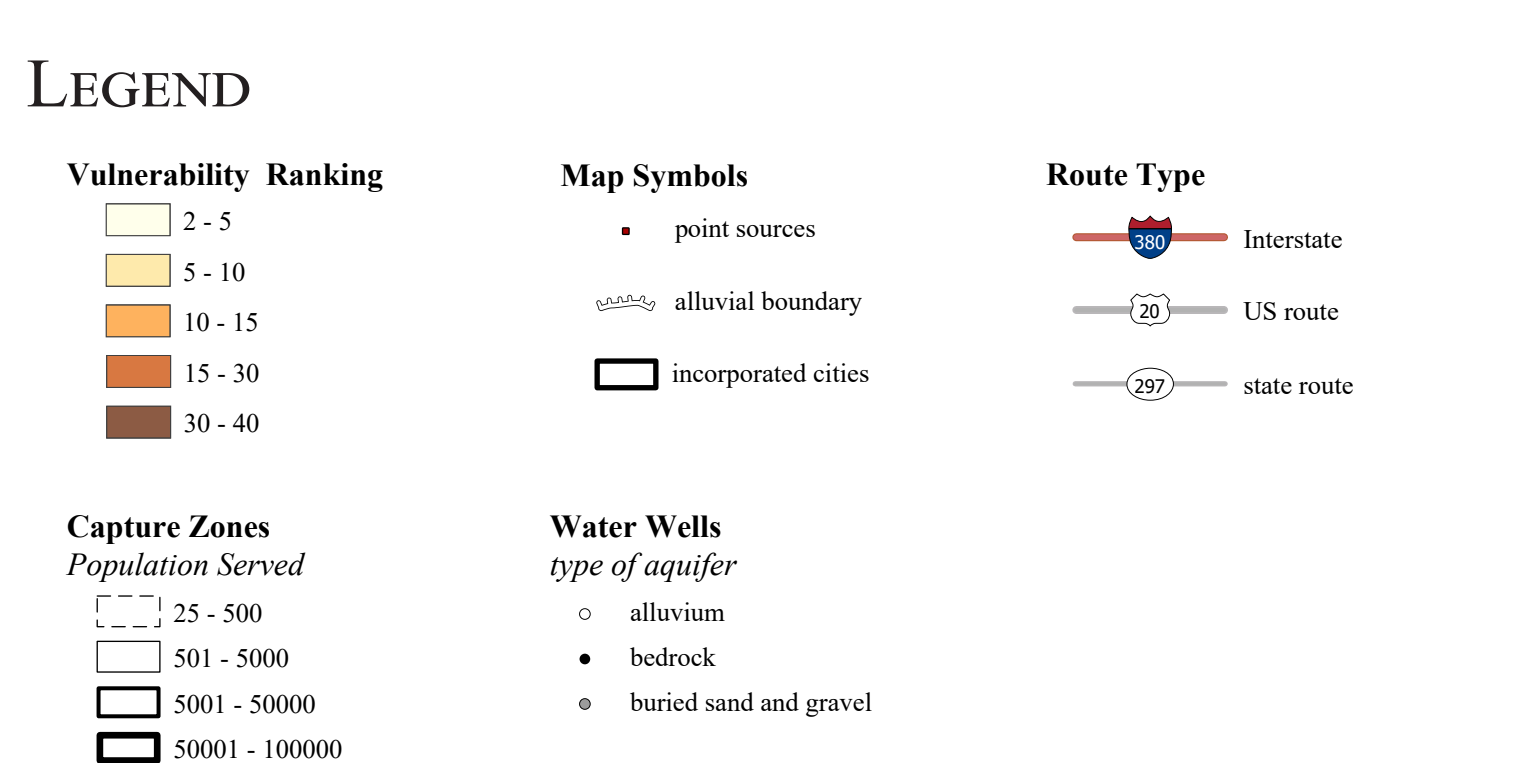 LEGEND
Vulnerability Ranking
2 - 5
5 - 10
10 - 15
15 - 30
30 - 40
Map Symbols
point sources
alluvial boundary
incorporated cities
Route Type
380 Interstate
20 US route
297 state route
Capture Zones
Population Served
25 - 500
501 - 5000
5001 - 50000
50001 - 100000
Water Wells
type of aquifer
alluvium
bedrock
buried sand and gravel